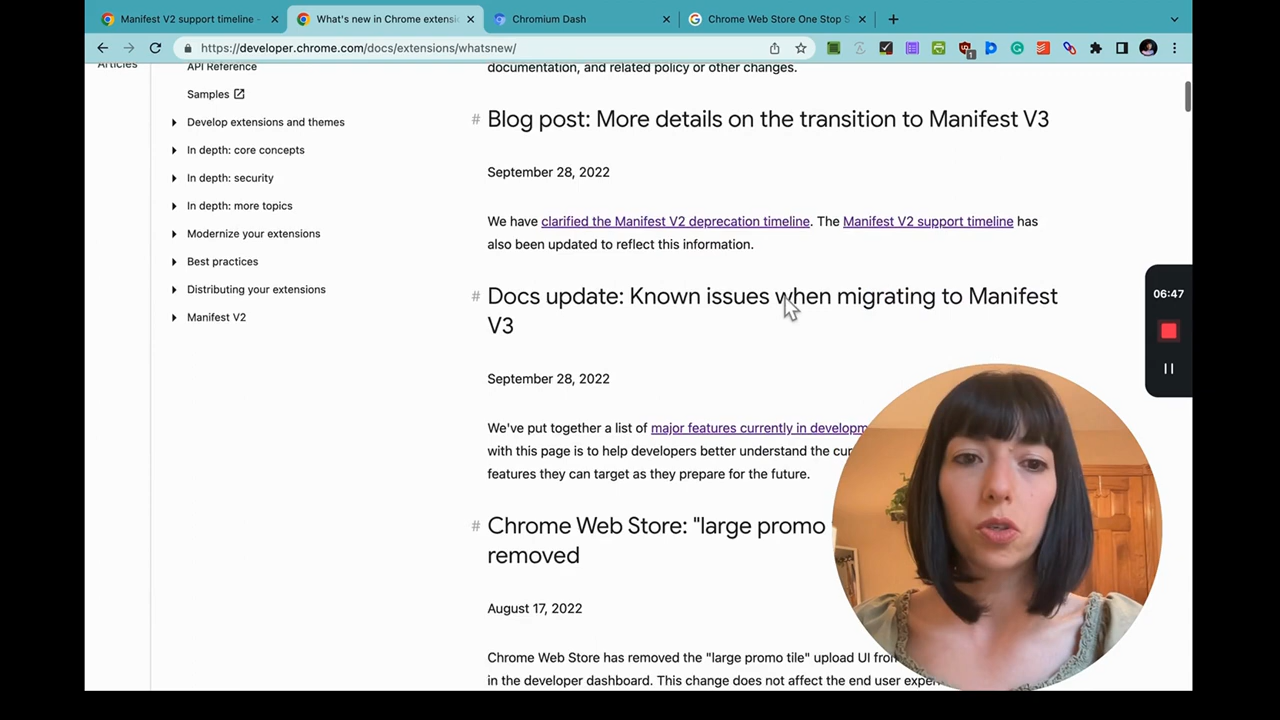 Manifest V2 support timeline -
What's new in Chrome extensi
Chromium Dash
Chrome Web Store One Stop S
https://developer.chrome.com/docs/extensions/whatsnew/
1
Articles
API Reference
Samples
Develop extensions and themes
In depth: core concepts
In depth: security
In depth: more topics
Modernize your extensions
Best practices
Distributing your extensions
Manifest V2
documentation, and related policy or other changes.
# Blog post: More details on the transition to Manifest V3
September 28, 2022
We have clarified the Manifest V2 deprecation timeline. The Manifest V2 support timeline has
also been updated to reflect this information.
# Docs update: Known issues when migrating to Manifest
V3
September 28, 2022
We've put together a list of major features currently in developm
with this page is to help developers better understand the cur
features they can target as they prepare for the future.
# Chrome Web Store: "large promo
removed
August 17, 2022
Chrome Web Store has removed the "large promo tile" upload UI from
in the developer dashboard. This change does not affect the end user exper
06:47